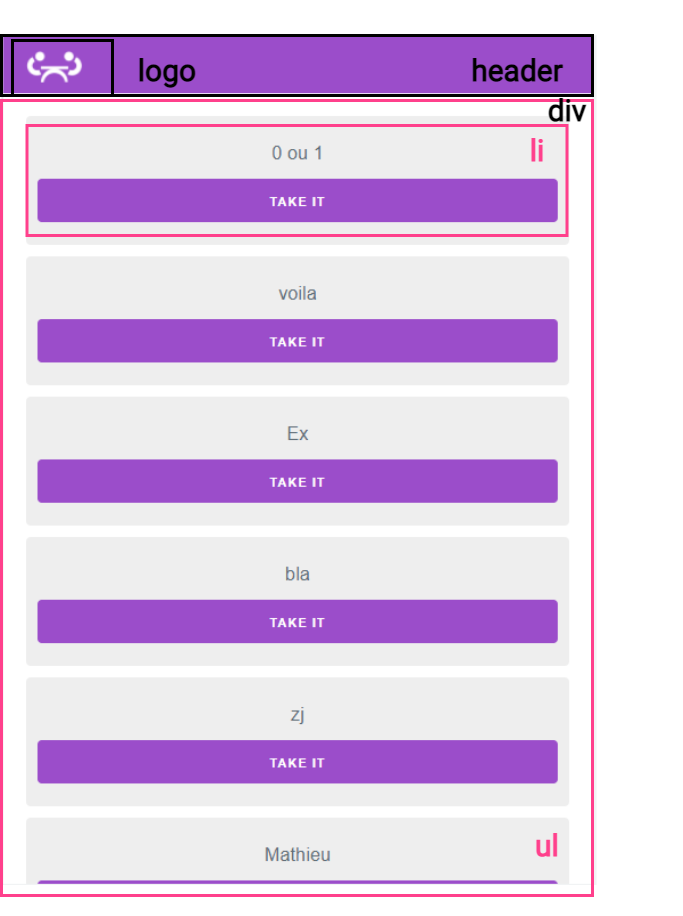 logo
header
div
0 ou 1
li
TAKE IT
voila
TAKE IT
Ex
TAKE IT
bla
TAKE IT
zj
TAKE IT
Mathieu
ul